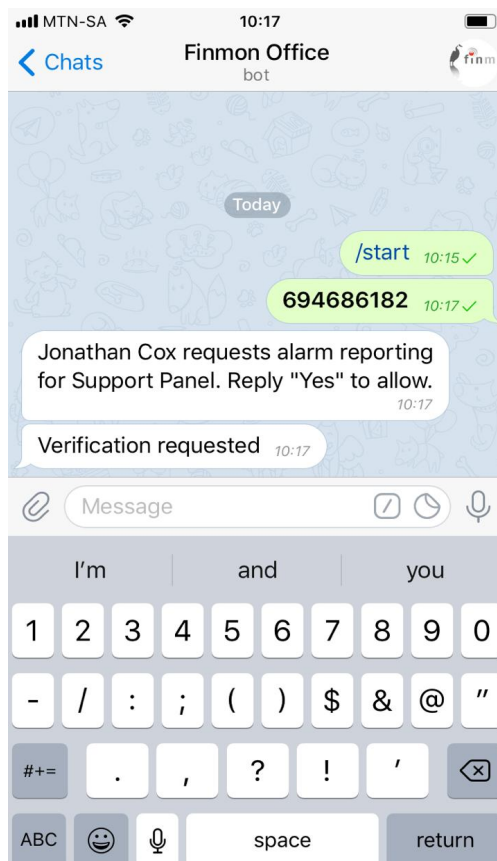 MTN-SA 10:17
Chats Finmon Office
bot
finm
Today
/start 10:15
694686182 10:17
Jonathan Cox requests alarm reporting
for Support Panel. Reply "Yes" to allow.
10:17
Verification requested 10:17
Message
I'm and you
1 2 3 4 5 6 7 8 9 0
- / : ; ( ) $ & @ "
#+= . , ? ! '
ABC space return